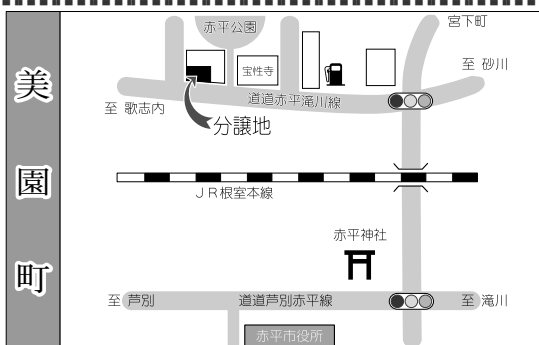 美園町
赤平公園
宮下町
至 砂川
宝性寺
道道赤平滝川線
至 歌志内
分譲地
JR根室本線
赤平神社
至 芦別
道道芦別赤平線
至 滝川
赤平市役所